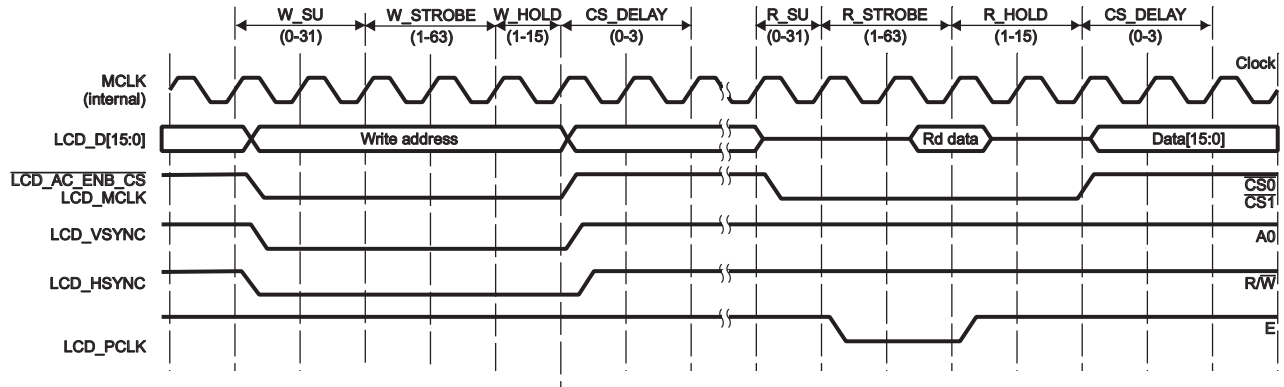 W_SU W_STROBE W_HOLD CS_DELAY R_SU R_STROBE R_HOLD CS_DELAY
(0-31) (1-63) (1-15) (0-3) (0-31) (1-63) (1-15) (0-3)
Clock
MCLK
(internal)
LCD_D[15:0] Write address Rd data Data[15:0]
LCD_AC_ENB_CS CS0
LCD_MCLK CS1
LCD_VSYNC A0
LCD_HSYNC R/W
E
LCD_PCLK